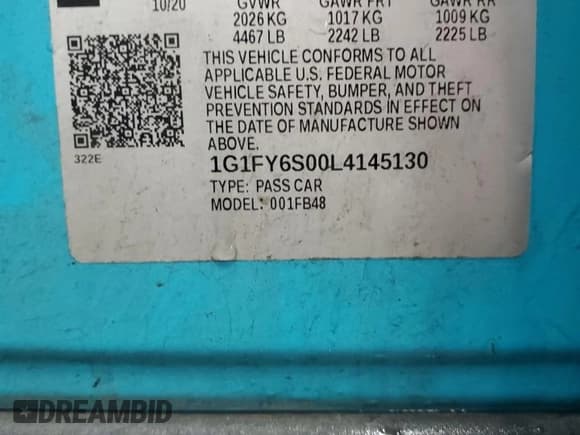 10/20 GVWR GAWR FRT GAWR RR
2026 KG 1017 KG 1009 KG
4467 LB 2242 LB 2225 LB
THIS VEHICLE CONFORMS TO ALL
APPLICABLE U.S. FEDERAL MOTOR
VEHICLE SAFETY, BUMPER, AND THEFT
PREVENTION STANDARDS IN EFFECT ON
THE DATE OF MANUFACTURE SHOWN
ABOVE.
322E
1G1FY6S00L4145130
TYPE: PASS CAR
MODEL: 001FB48
DREAMBID